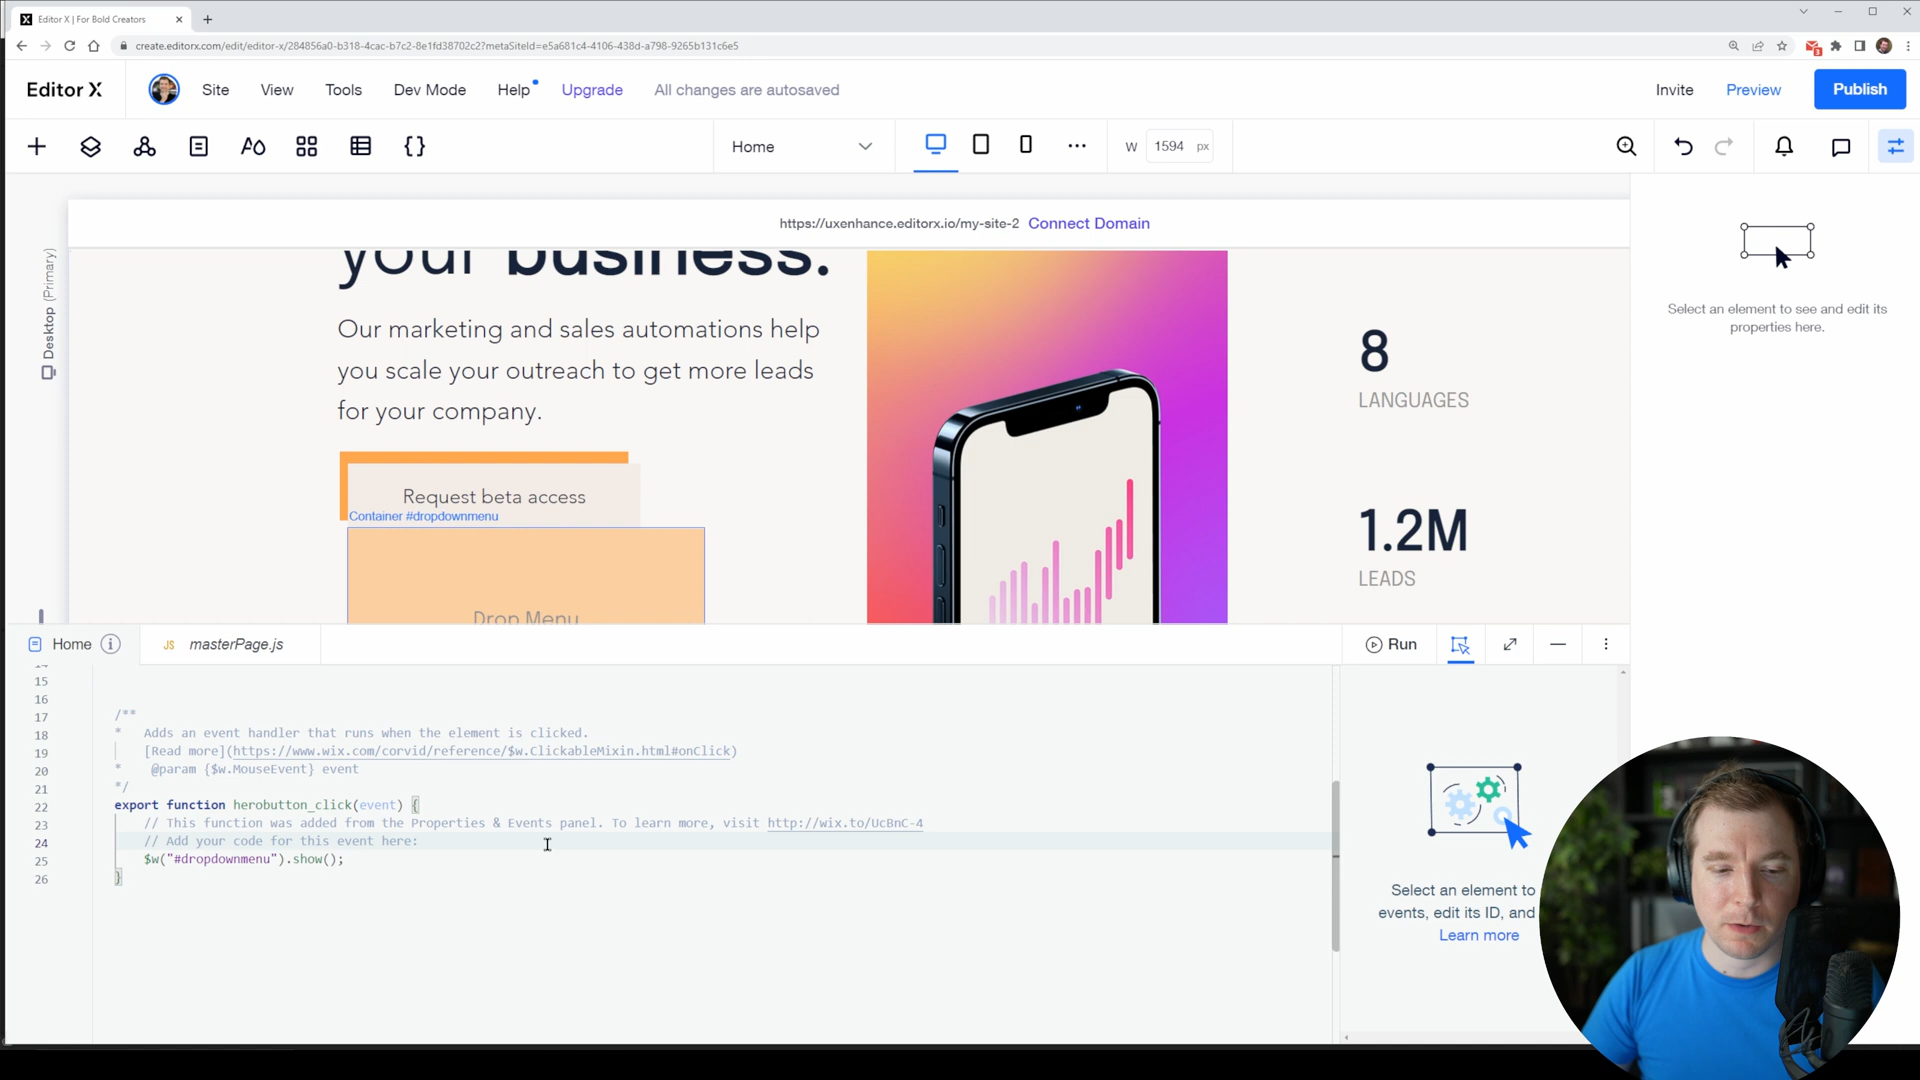 Editor X | For Bold Creators
create.editorx.com/edit/editor-x/284856a0-b318-4cac-b7c2-8e1fd38702c2?metaSiteId=e5a681c4-4106-438d-a798-9265b131c6e5
Editor X
Site
View
Tools
Dev Mode
Help
Upgrade
All changes are autosaved
Invite
Preview
Publish
Home
W
1594
px
https://uxenhance.editorx.io/my-site-2 Connect Domain
Desktop (Primary)
your business.
Our marketing and sales automations help
you scale your outreach to get more leads
for your company.
Request beta access
Container #dropdownmenu
Drop Menu
8
LANGUAGES
1.2M
LEADS
Select an element to see and edit its
properties here.
Home
JS masterPage.js
Run
14
15
16
17 /**
18 * Adds an event handler that runs when the element is clicked.
19 [Read more](https://www.wix.com/corvid/reference/$w.ClickableMixin.html#onClick)
20 * @param {$w.MouseEvent} event
21 */
22 export function herobutton_click(event) {
23 // This function was added from the Properties & Events panel. To learn more, visit http://wix.to/UcBnC-4
24 // Add your code for this event here:
25 $w("#dropdownmenu").show();
26 }
Select an element to
events, edit its ID, and
Learn more